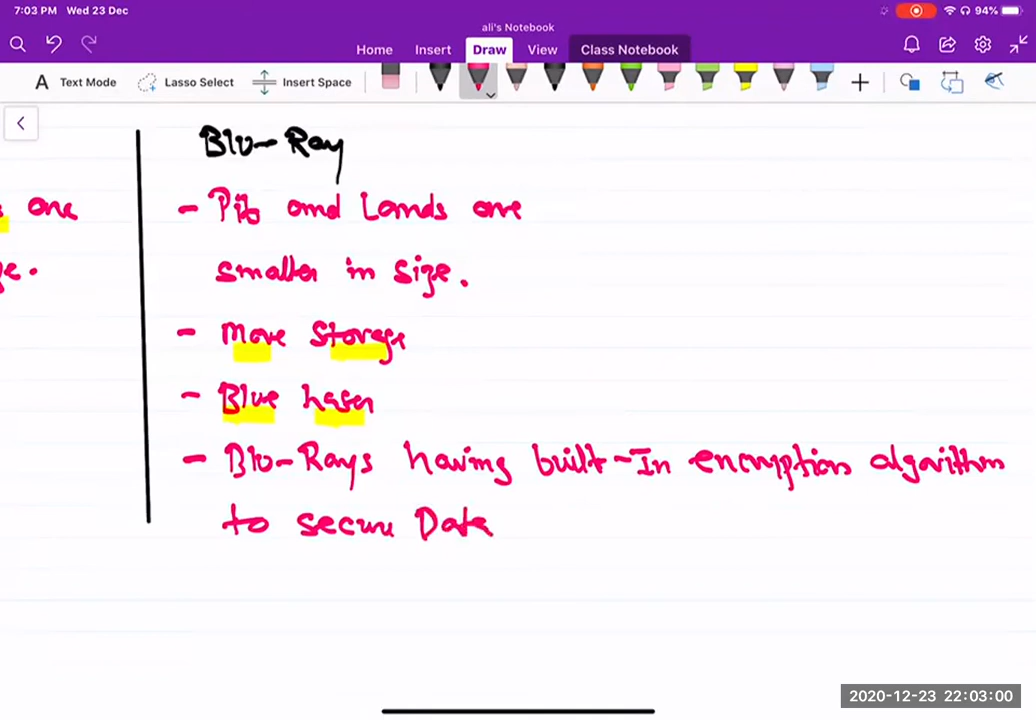 7:03 PM Wed 23 Dec
94%
ali's Notebook
Home Insert Draw View Class Notebook
A Text Mode Lasso Select Insert Space
Blu-Ray
- Pits and Lands are
smaller in size.
- More Storage
- Blue Laser
- Blu-Rays having built-In encryption algorithm
to secure Data
are
2020-12-23 22:03:00